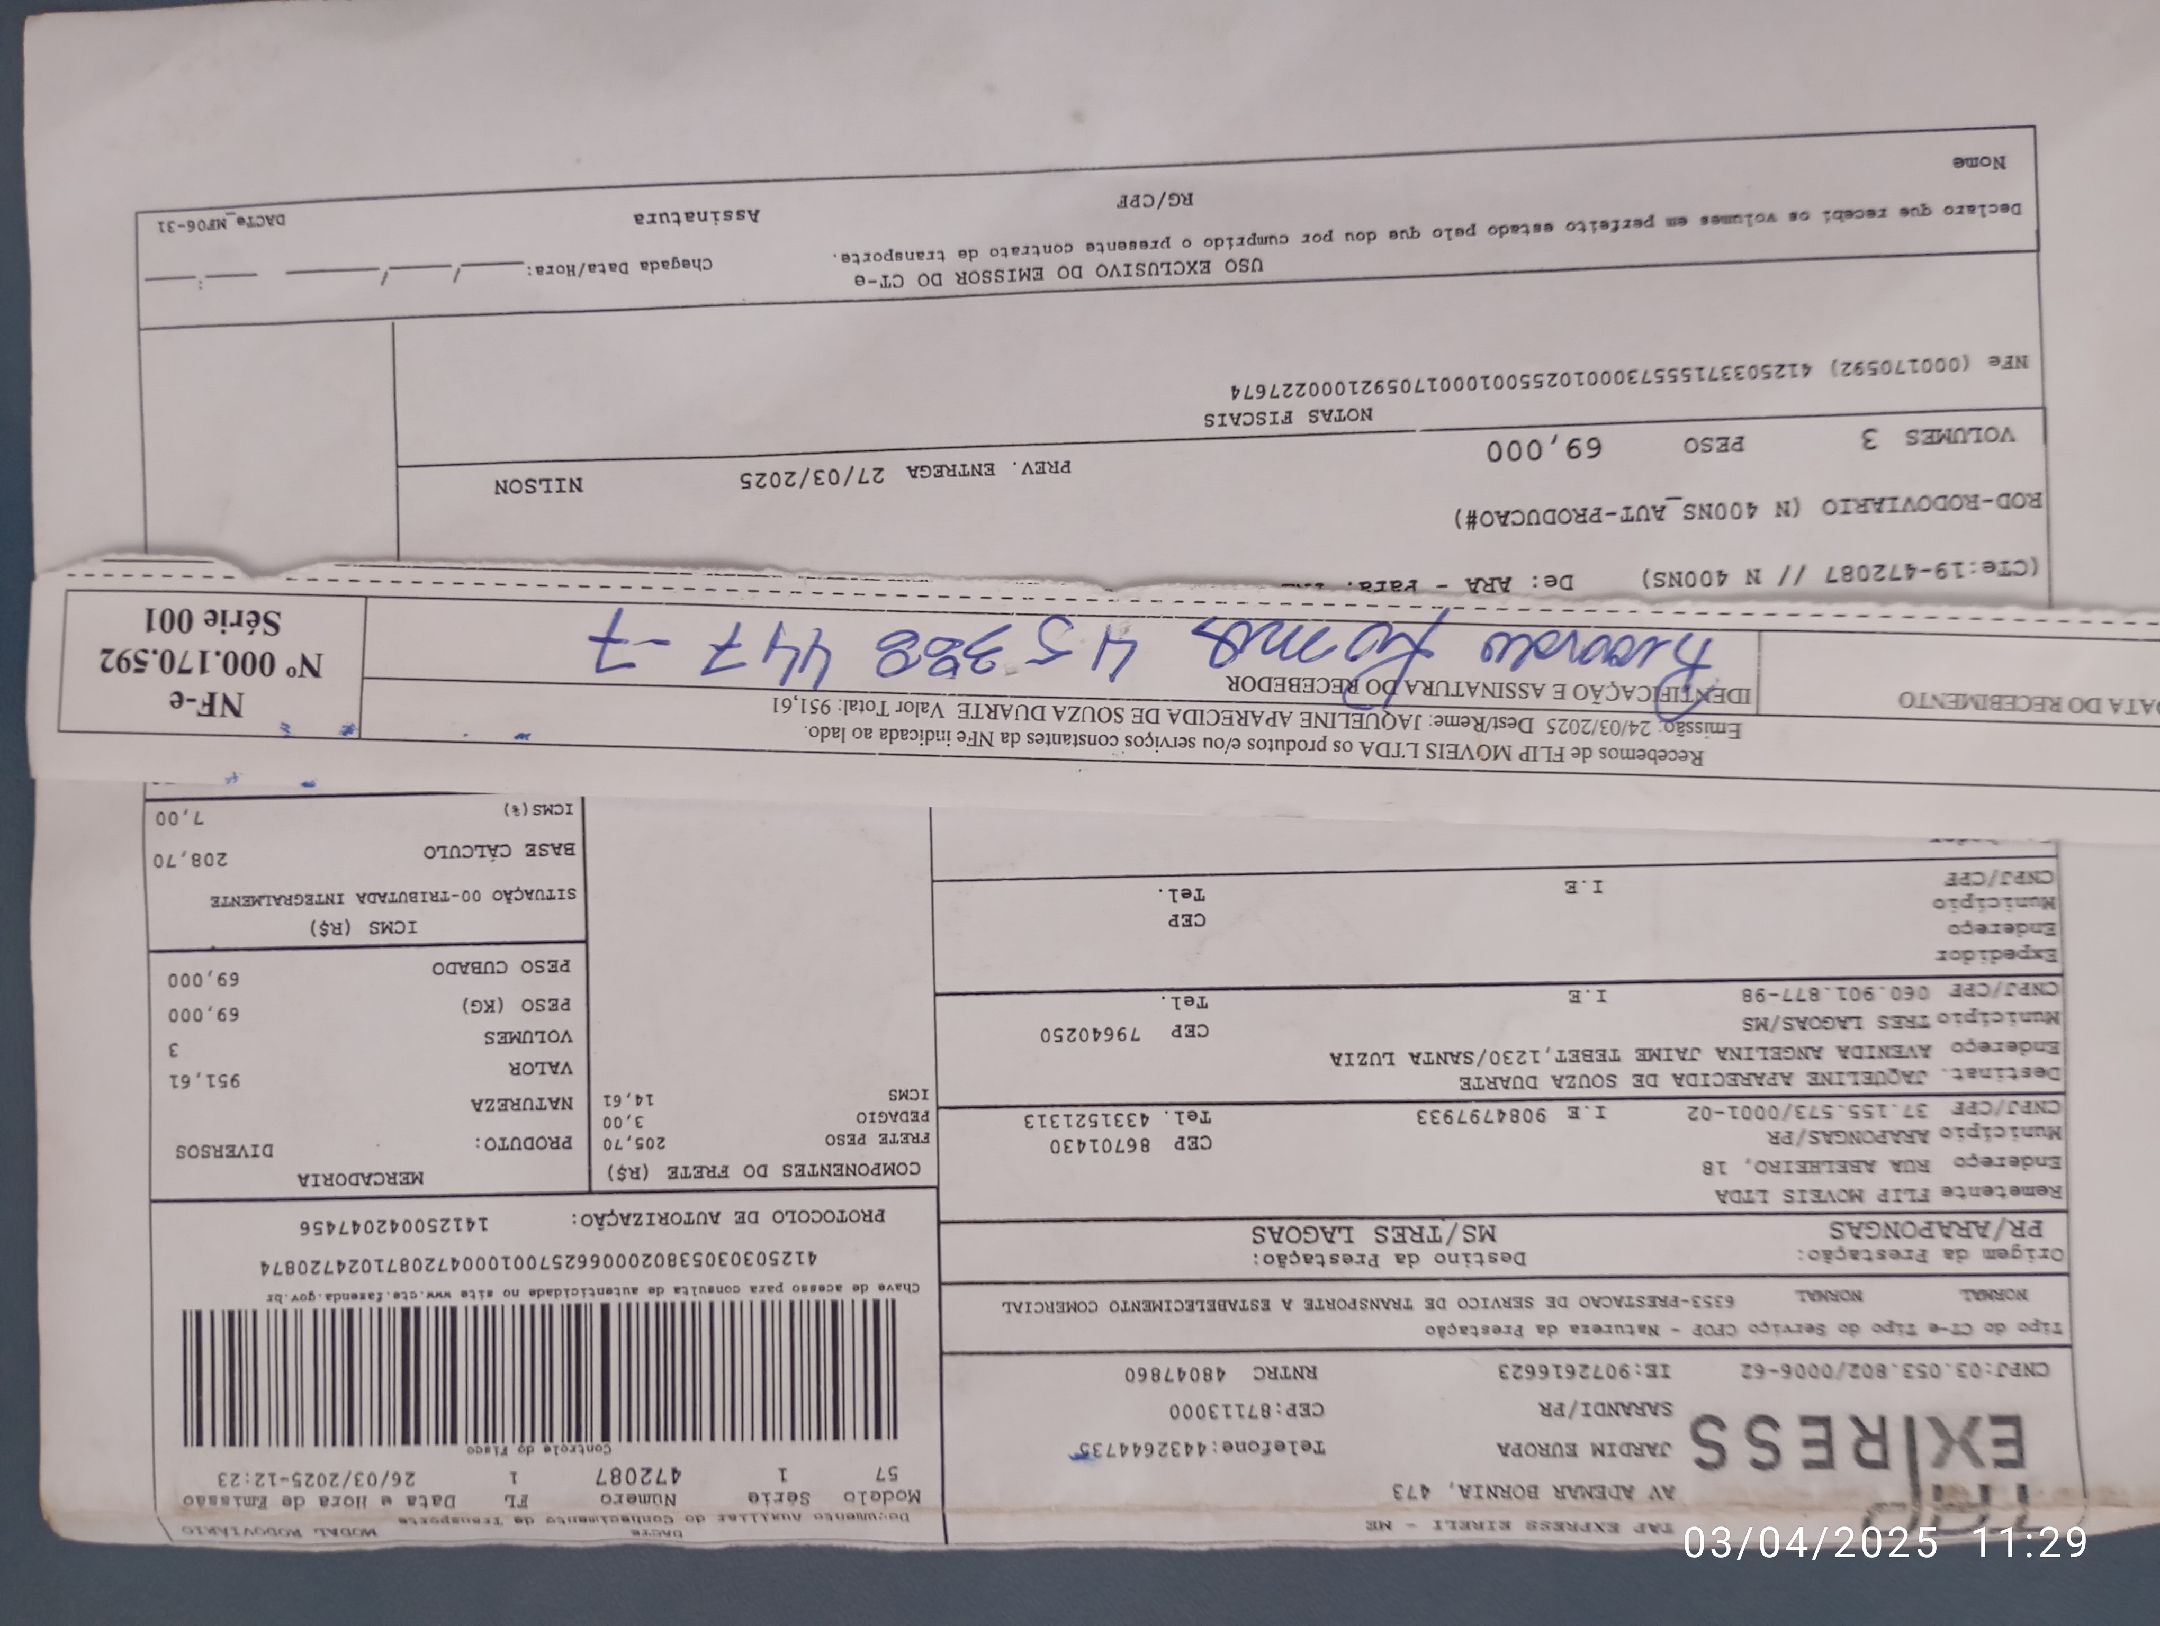 TAP EXPRESS EIRELI - ME
AV ADEMAR BORNIA, 473
JARDIM EUROPA Telefone:4432644735
SARANDI/PR CEP:87113000
CNPJ:03.053.802/0006-62 IE:9072616623 RNTRC 48047860
EXPRESS
DACTE
Documento Auxiliar do Conhecimento de Transporte
MODAL RODOVIÁRIO
Modelo Série Número FL Data e Hora de Emissão
57 1 472087 1 26/03/2025-12:23
Controle do Fisco
Chave de acesso para consulta de autenticidade no site www.cte.fazenda.gov.br
41250303053802000662570010004720871024720874
PROTOCOLO DE AUTORIZAÇÃO: 141250042047456
Tipo do CT-e Tipo do Serviço CFOP - Natureza da Prestação
NORMAL NORMAL 6353-PRESTACAO DE SERVICO DE TRANSPORTE A ESTABELECIMENTO COMERCIAL
Origem da Prestação: Destino da Prestação:
PR/ARAPONGAS MS/TRES LAGOAS
Remetente FLIP MOVEIS LTDA
Endereço RUA ABELHEIRO, 18
Município ARAPONGAS/PR CEP 86701430
CNPJ/CPF 37.155.573/0001-02 I.E 9084797933 Tel. 4331521313
Destinat. JAQUELINE APARECIDA DE SOUZA DUARTE
Endereço AVENIDA ANGELINA JAIME TEBET,1230/SANTA LUZIA
Município TRES LAGOAS/MS CEP 79640250
CNPJ/CPF 060.901.877-98 I.E Tel.
Expedidor
Endereço
Município CEP
CNPJ/CPF I.E Tel.
COMPONENTES DO FRETE (R$)
FRETE PESO 205,70
PEDAGIO 3,00
ICMS 14,61
MERCADORIA
PRODUTO: DIVERSOS
NATUREZA
VALOR 951,61
VOLUMES 3
PESO (KG) 69,000
PESO CUBADO 69,000
ICMS (R$)
SITUAÇÃO 00-TRIBUTADA INTEGRALMENTE
BASE CÁLCULO 208,70
ICMS(%) 7,00
Recebemos de FLIP MOVEIS LTDA os produtos e/ou serviços constantes da NFe indicada ao lado.
Emissão: 24/03/2025 Dest/Reme: JAQUELINE APARECIDA DE SOUZA DUARTE Valor Total: 951,61
DATA DO RECEBIMENTO
IDENTIFICAÇÃO E ASSINATURA DO RECEBEDOR
Ricardo 45 388 447-7
NF-e
Nº 000.170.592
Série 001
(CTe:19-472087 // N 400NS) De: ARA - Para:
ROD-RODOVIARIO (N 400NS_AUT-PRODUCAO#)
VOLUMES 3 PESO 69,000 PREV. ENTREGA 27/03/2025 NILSON
NOTAS FISCAIS
NFe (000170592) 41250337155573000102550010001705921000227674
USO EXCLUSIVO DO EMISSOR DO CT-e
Declaro que recebi os volumes em perfeito estado pelo que dou por cumprido o presente contrato de transporte.
Chegada Data/Hora: ____/____/____ __:__
Nome RG/CPF Assinatura
DACTe_MF06-31
03/04/2025 11:29